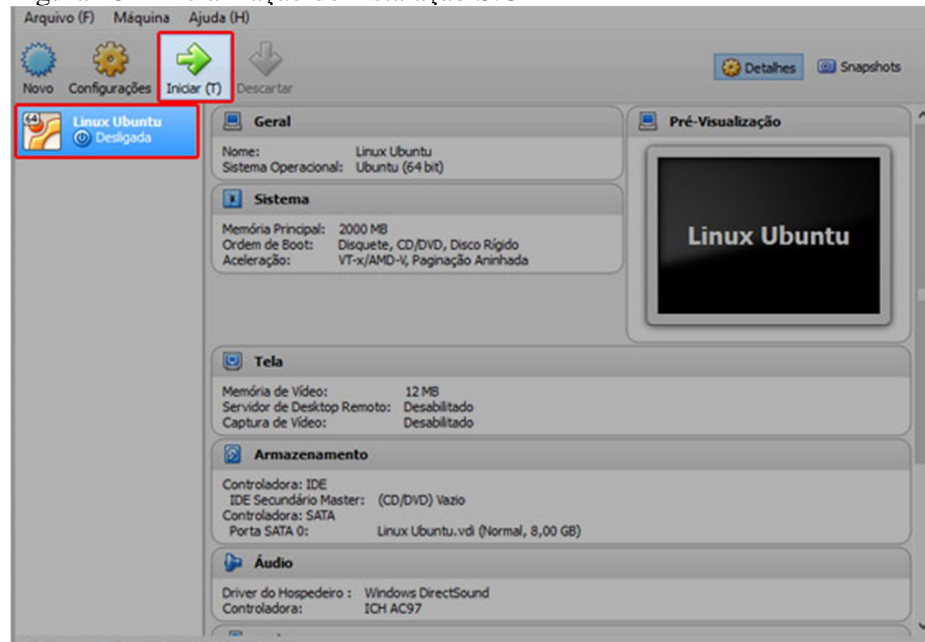 Arquivo (F) Máquina Ajuda (H)
Novo Configurações Iniciar (T) Descartar Detalhes Snapshots
64 Linux Ubuntu
Desligada
Geral
Nome: Linux Ubuntu
Sistema Operacional: Ubuntu (64 bit)
Sistema
Memória Principal: 2000 MB
Ordem de Boot: Disquete, CD/DVD, Disco Rígido
Aceleração: VT-x/AMD-V, Paginação Aninhada
Pré-Visualização
Linux Ubuntu
Tela
Memória de Vídeo: 12 MB
Servidor de Desktop Remoto: Desabilitado
Captura de Vídeo: Desabilitado
Armazenamento
Controladora: IDE
IDE Secundário Master: (CD/DVD) Vazio
Controladora: SATA
Porta SATA 0: Linux Ubuntu.vdi (Normal, 8,00 GB)
Áudio
Driver do Hospedeiro : Windows DirectSound
Controladora: ICH AC97